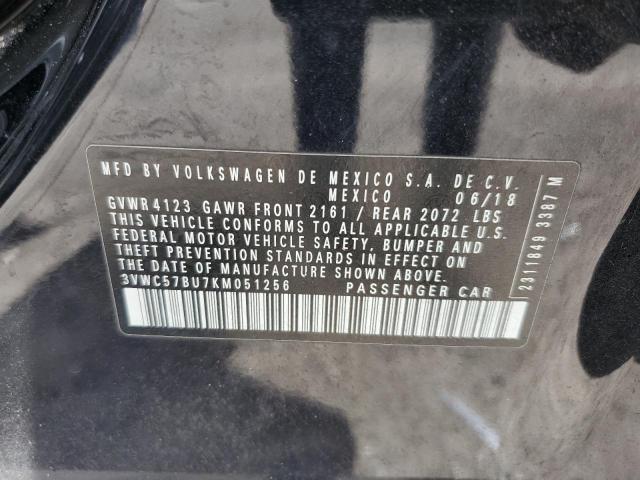 MFD BY VOLKSWAGEN DE MEXICO S.A. DE C.V.
MEXICO 06/18
GVWR 4123 GAWR FRONT 2161 / REAR 2072 LBS
THIS VEHICLE CONFORMS TO ALL APPLICABLE U.S.
FEDERAL MOTOR VEHICLE SAFETY, BUMPER AND
THEFT PREVENTION STANDARDS IN EFFECT ON
THE DATE OF MANUFACTURE SHOWN ABOVE.
3VWC57BU7KM051256 PASSENGER CAR
2311849 3387 M